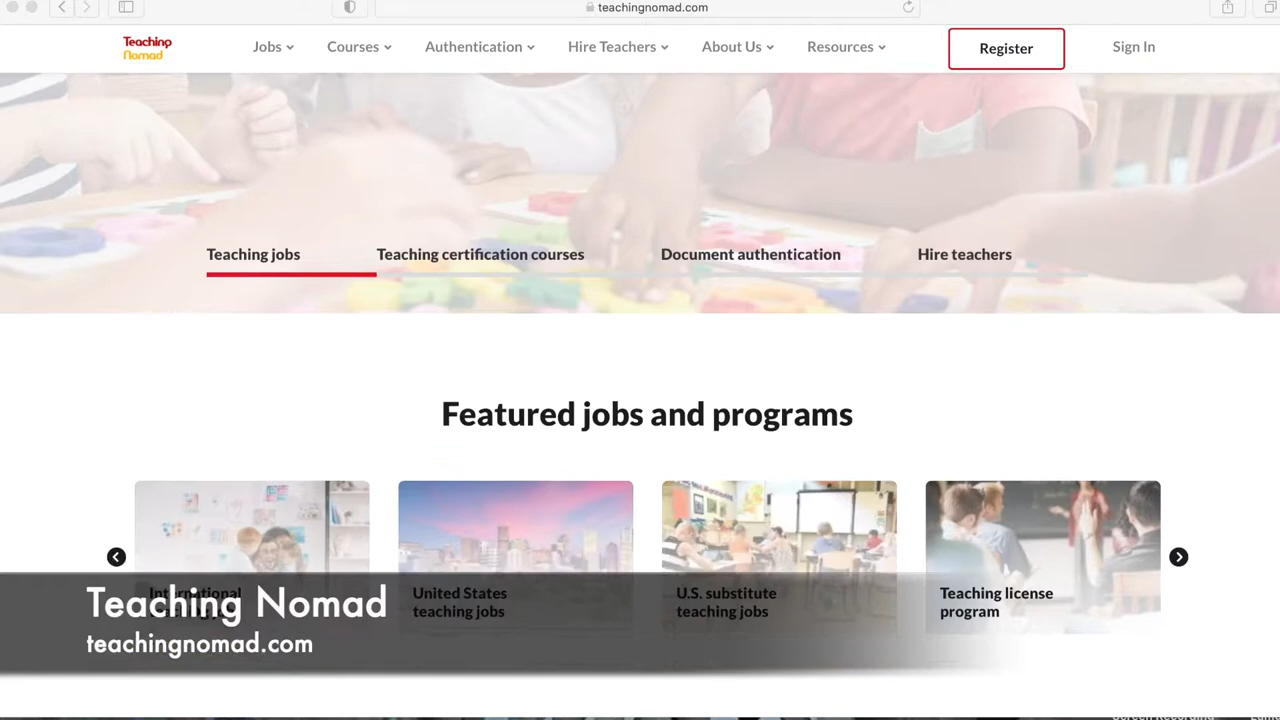 teachingnomad.com
Teaching
Nomad
Jobs
Courses
Authentication
Hire Teachers
About Us
Resources
Register
Sign In
Teaching jobs
Teaching certification courses
Document authentication
Hire teachers
Featured jobs and programs
International
United States
teaching jobs
U.S. substitute
teaching jobs
Teaching license
program
Teaching Nomad
teachingnomad.com